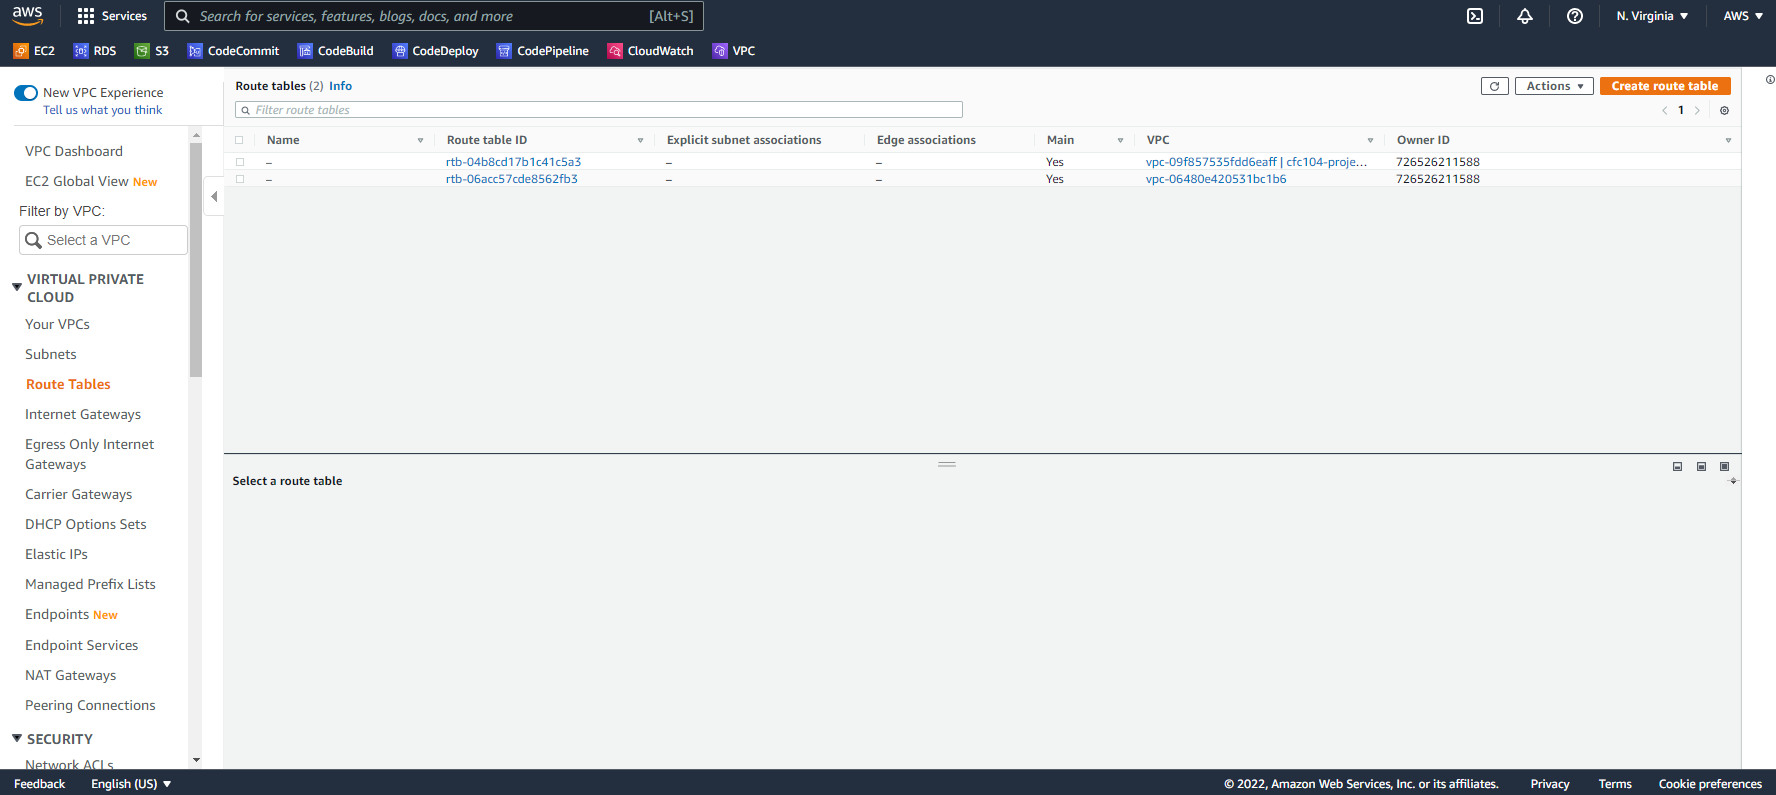 aws Services Search for services, features, blogs, docs, and more [Alt+S] N. Virginia ▼ AWS ▼
EC2 RDS S3 CodeCommit CodeBuild CodeDeploy CodePipeline CloudWatch VPC
New VPC Experience
Tell us what you think
VPC Dashboard
EC2 Global View New
Filter by VPC:
Select a VPC
VIRTUAL PRIVATE
CLOUD
Your VPCs
Subnets
Route Tables
Internet Gateways
Egress Only Internet
Gateways
Carrier Gateways
DHCP Options Sets
Elastic IPs
Managed Prefix Lists
Endpoints New
Endpoint Services
NAT Gateways
Peering Connections
SECURITY
Network ACLs
Route tables (2) Info Actions ▼ Create route table
Filter route tables < 1 >
Name Route table ID Explicit subnet associations Edge associations Main VPC Owner ID
– rtb-04b8cd17b1c41c5a3 – – Yes vpc-09f857535fdd6eaff | cfc104-proje... 726526211588
– rtb-06acc57cde8562fb3 – – Yes vpc-06480e420531bc1b6 726526211588
Select a route table
Feedback English (US) ▼ © 2022, Amazon Web Services, Inc. or its affiliates. Privacy Terms Cookie preferences